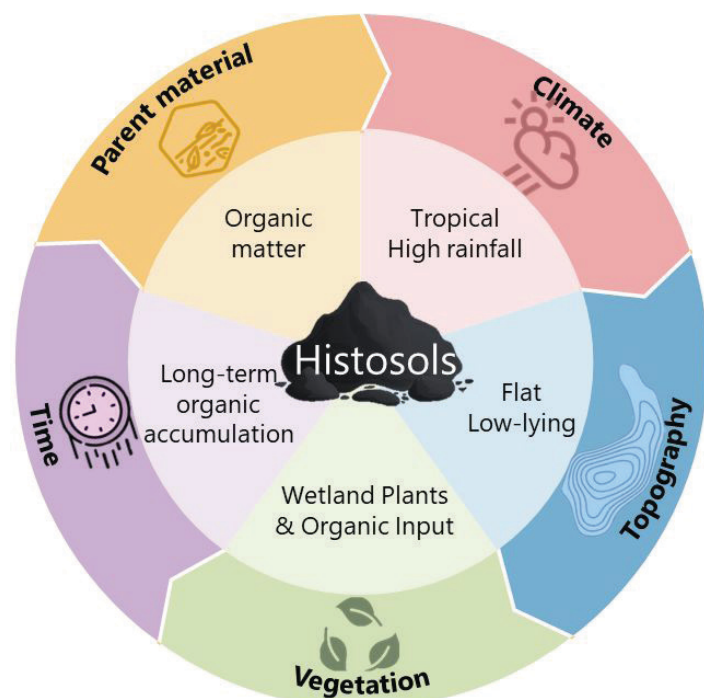 Parent material
Climate
Organic
matter
Tropical
High rainfall
Histosols
Long-term
organic
accumulation
Flat
Low-lying
Time
Topography
Wetland Plants
& Organic Input
Vegetation